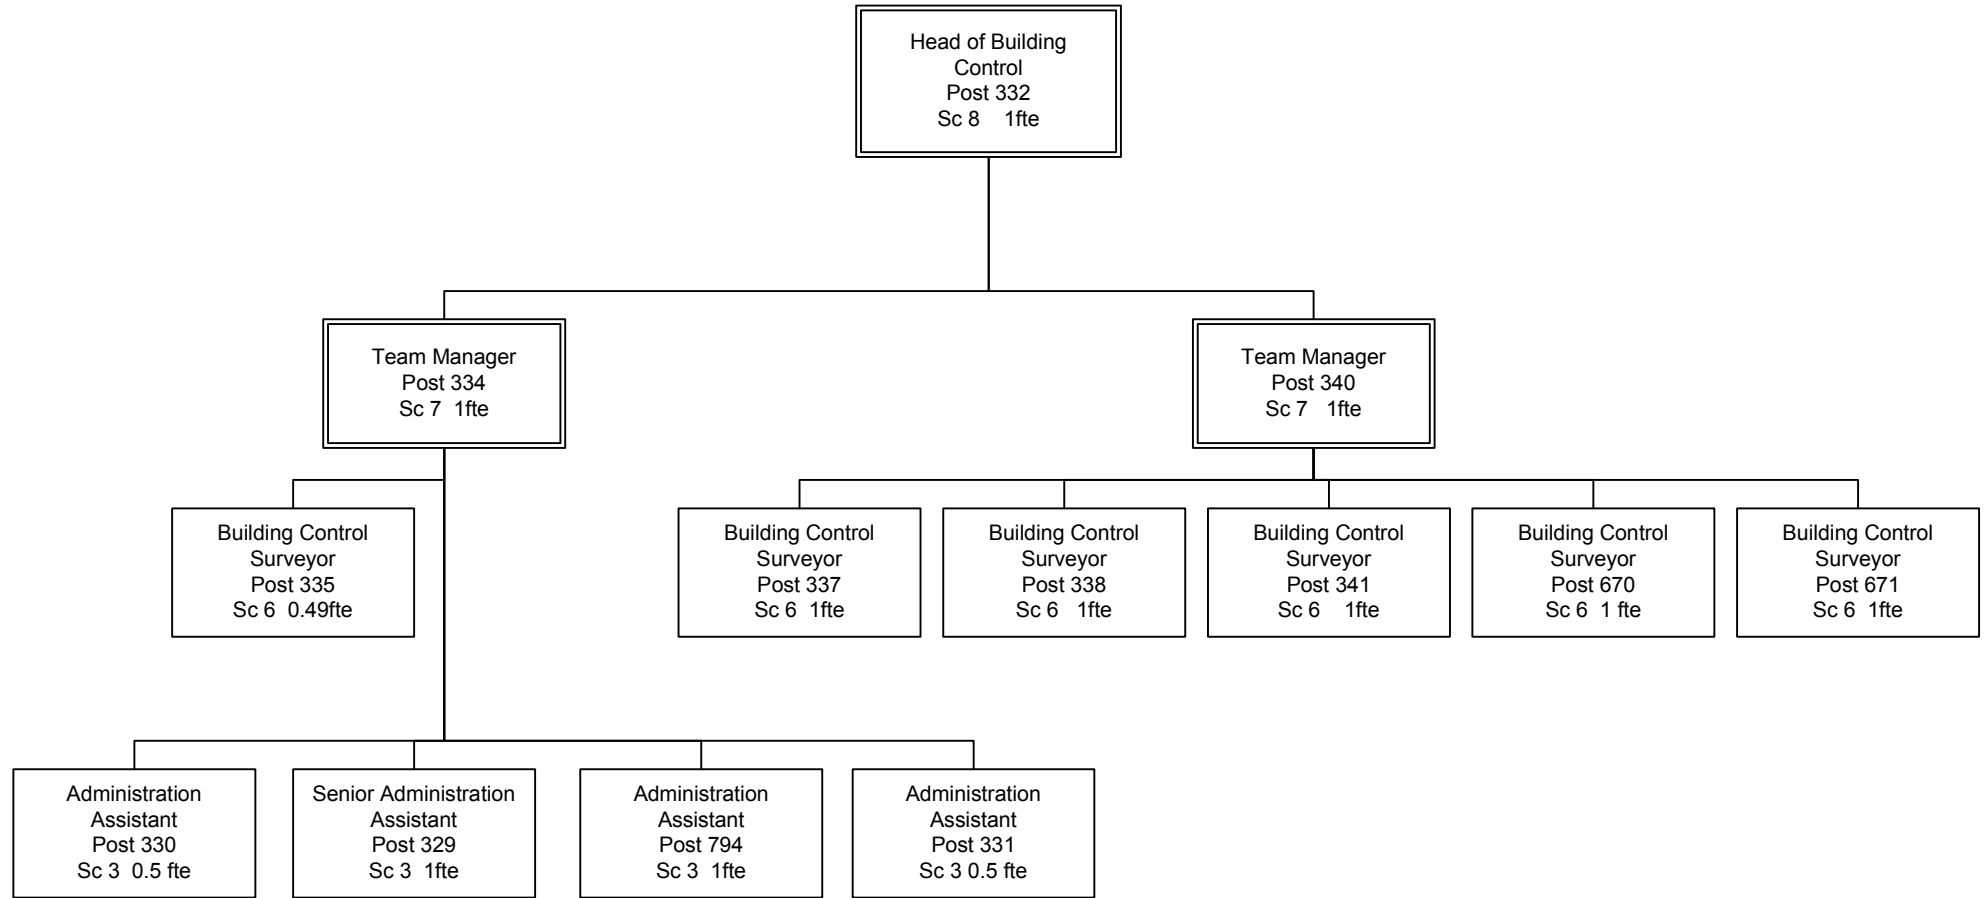 Head of Building
Control
Post 332
Sc 8    1fte
Team Manager
Post 334
Sc 7  1fte
Team Manager
Post 340
Sc 7   1fte
Building Control
Surveyor
Post 335
Sc 6  0.49fte
Building Control
Surveyor
Post 337
Sc 6  1fte
Building Control
Surveyor
Post 338
Sc 6   1fte
Building Control
Surveyor
Post 341
Sc 6    1fte
Building Control
Surveyor
Post 670
Sc 6  1 fte
Building Control
Surveyor
Post 671
Sc 6  1fte
Administration
Assistant
Post 330
Sc 3  0.5 fte
Senior Administration
Assistant
Post 329
Sc 3  1fte
Administration
Assistant
Post 794
Sc 3  1fte
Administration
Assistant
Post 331
Sc 3 0.5 fte